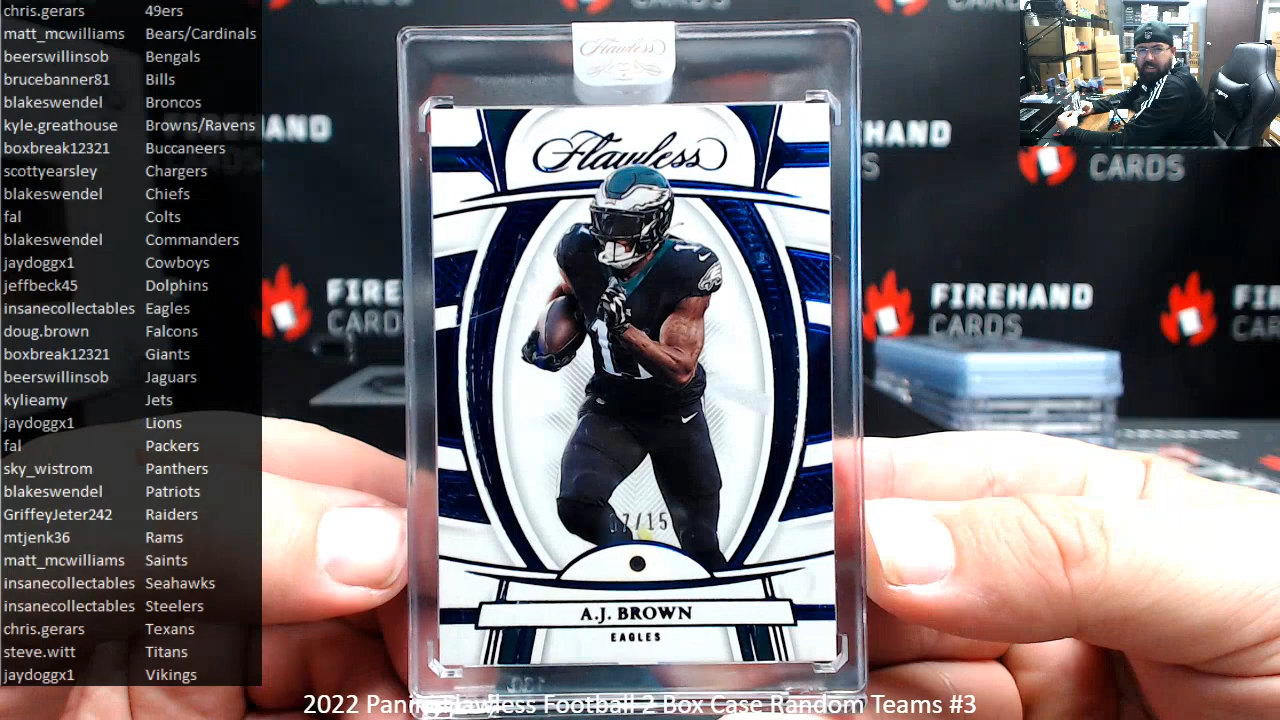 chris.gerars 49ers
matt_mcwilliams Bears/Cardinals
beerswillinsob Bengals
brucebanner81 Bills
blakeswendel Broncos
kyle.greathouse Browns/Ravens
boxbreak12321 Buccaneers
scottyearsley Chargers
blakeswendel Chiefs
fal Colts
blakeswendel Commanders
jaydoggx1 Cowboys
jeffbeck45 Dolphins
insanecollectables Eagles
doug.brown Falcons
boxbreak12321 Giants
beerswillinsob Jaguars
kylieamy Jets
jaydoggx1 Lions
fal Packers
sky_wistrom Panthers
blakeswendel Patriots
GriffeyJeter242 Raiders
mtjenk36 Rams
matt_mcwilliams Saints
insanecollectables Seahawks
insanecollectables Steelers
chris.gerars Texans
steve.witt Titans
jaydoggx1 Vikings
Flawless
Flawless
07/15
A.J. BROWN
EAGLES
CARDS
FIREHAND
CARDS
2022 Panini Flawless Football 2 Box Case Random Teams #3